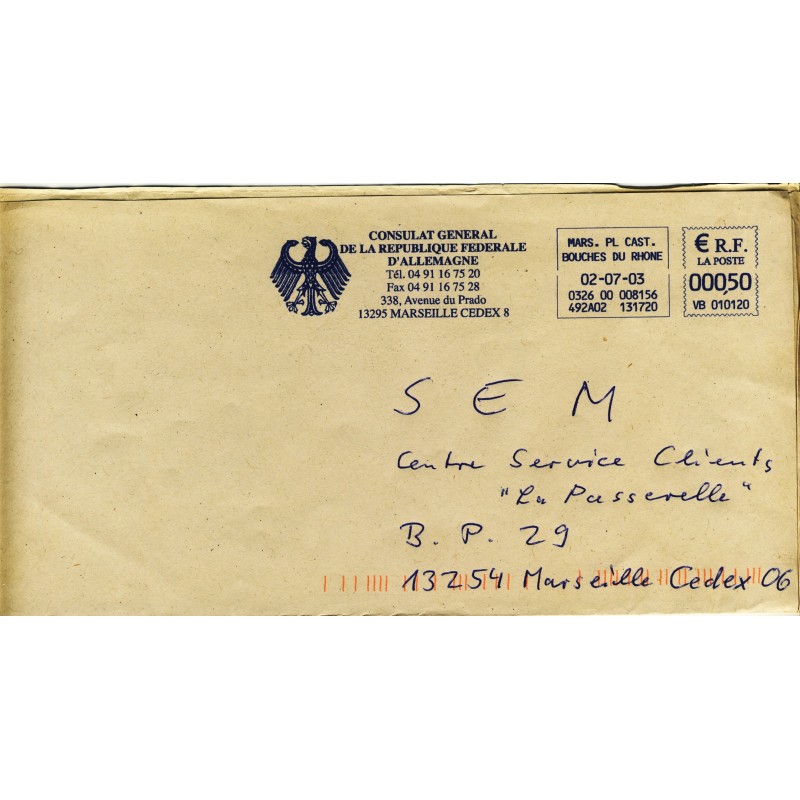 CONSULAT GENERAL
DE LA REPUBLIQUE FEDERALE
D'ALLEMAGNE
Tél. 04 91 16 75 20
Fax 04 91 16 75 28
338, Avenue du Prado
13295 MARSEILLE CEDEX 8
MARS. PL CAST.
BOUCHES DU RHONE
02-07-03
0326 00 008156
492A02 131720
€ R.F.
LA POSTE
000,50
VB 010120
S E M
Centre Service Clients
"La Passerelle"
B. P. 29
13254 Marseille Cedex 06